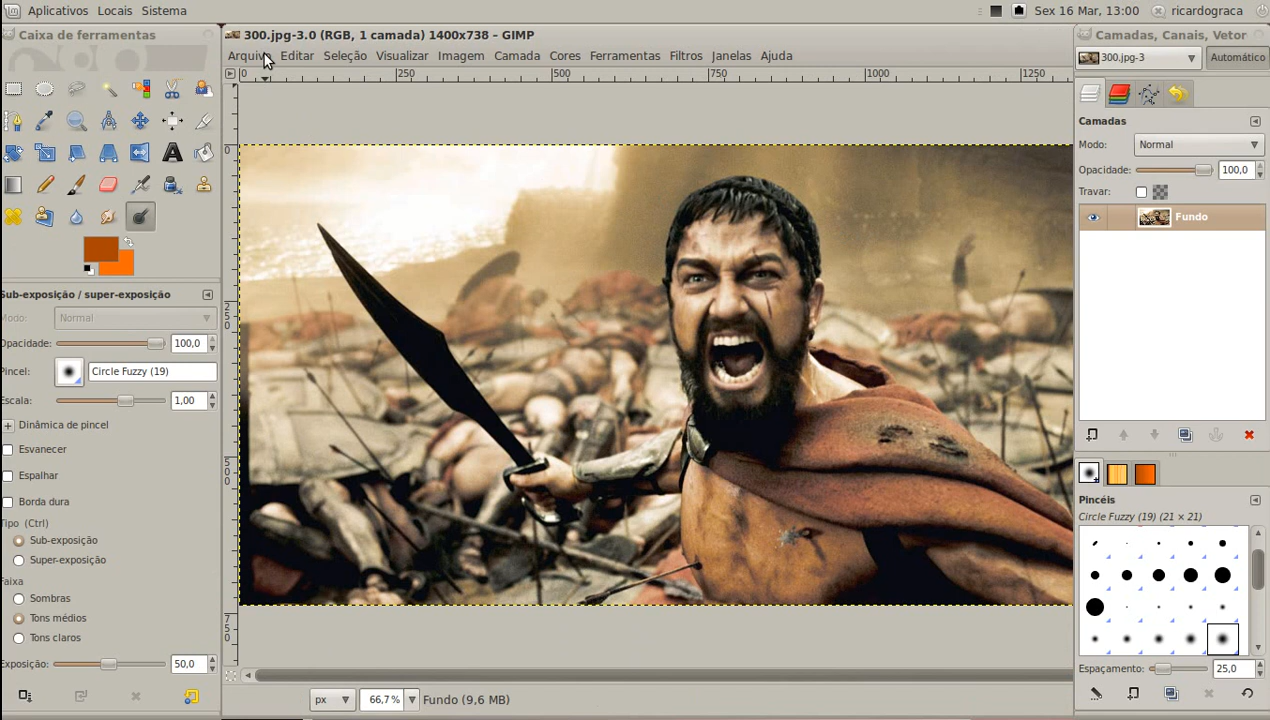 Aplicativos Locais Sistema
Sex 16 Mar, 13:00 ricardograca
Caixa de ferramentas
300.jpg-3.0 (RGB, 1 camada) 1400x738 – GIMP
Camadas, Canais, Vetor
Arquivo Editar Seleção Visualizar Imagem Camada Cores Ferramentas Filtros Janelas Ajuda
300.jpg-3
Automático
0 250 500 750 1000 1250
0
250
500
750
Camadas
Modo: Normal
Opacidade: 100,0
Travar:
Fundo
Sub-exposição / super-exposição
Modo: Normal
Opacidade: 100,0
Pincel: Circle Fuzzy (19)
Escala: 1,00
Dinâmica de pincel
Esvanecer
Espalhar
Borda dura
Tipo (Ctrl)
Sub-exposição
Super-exposição
Faixa
Sombras
Tons médios
Tons claros
Exposição: 50,0
Pincéis
Circle Fuzzy (19) (21 × 21)
Espaçamento: 25,0
px 66,7% Fundo (9,6 MB)